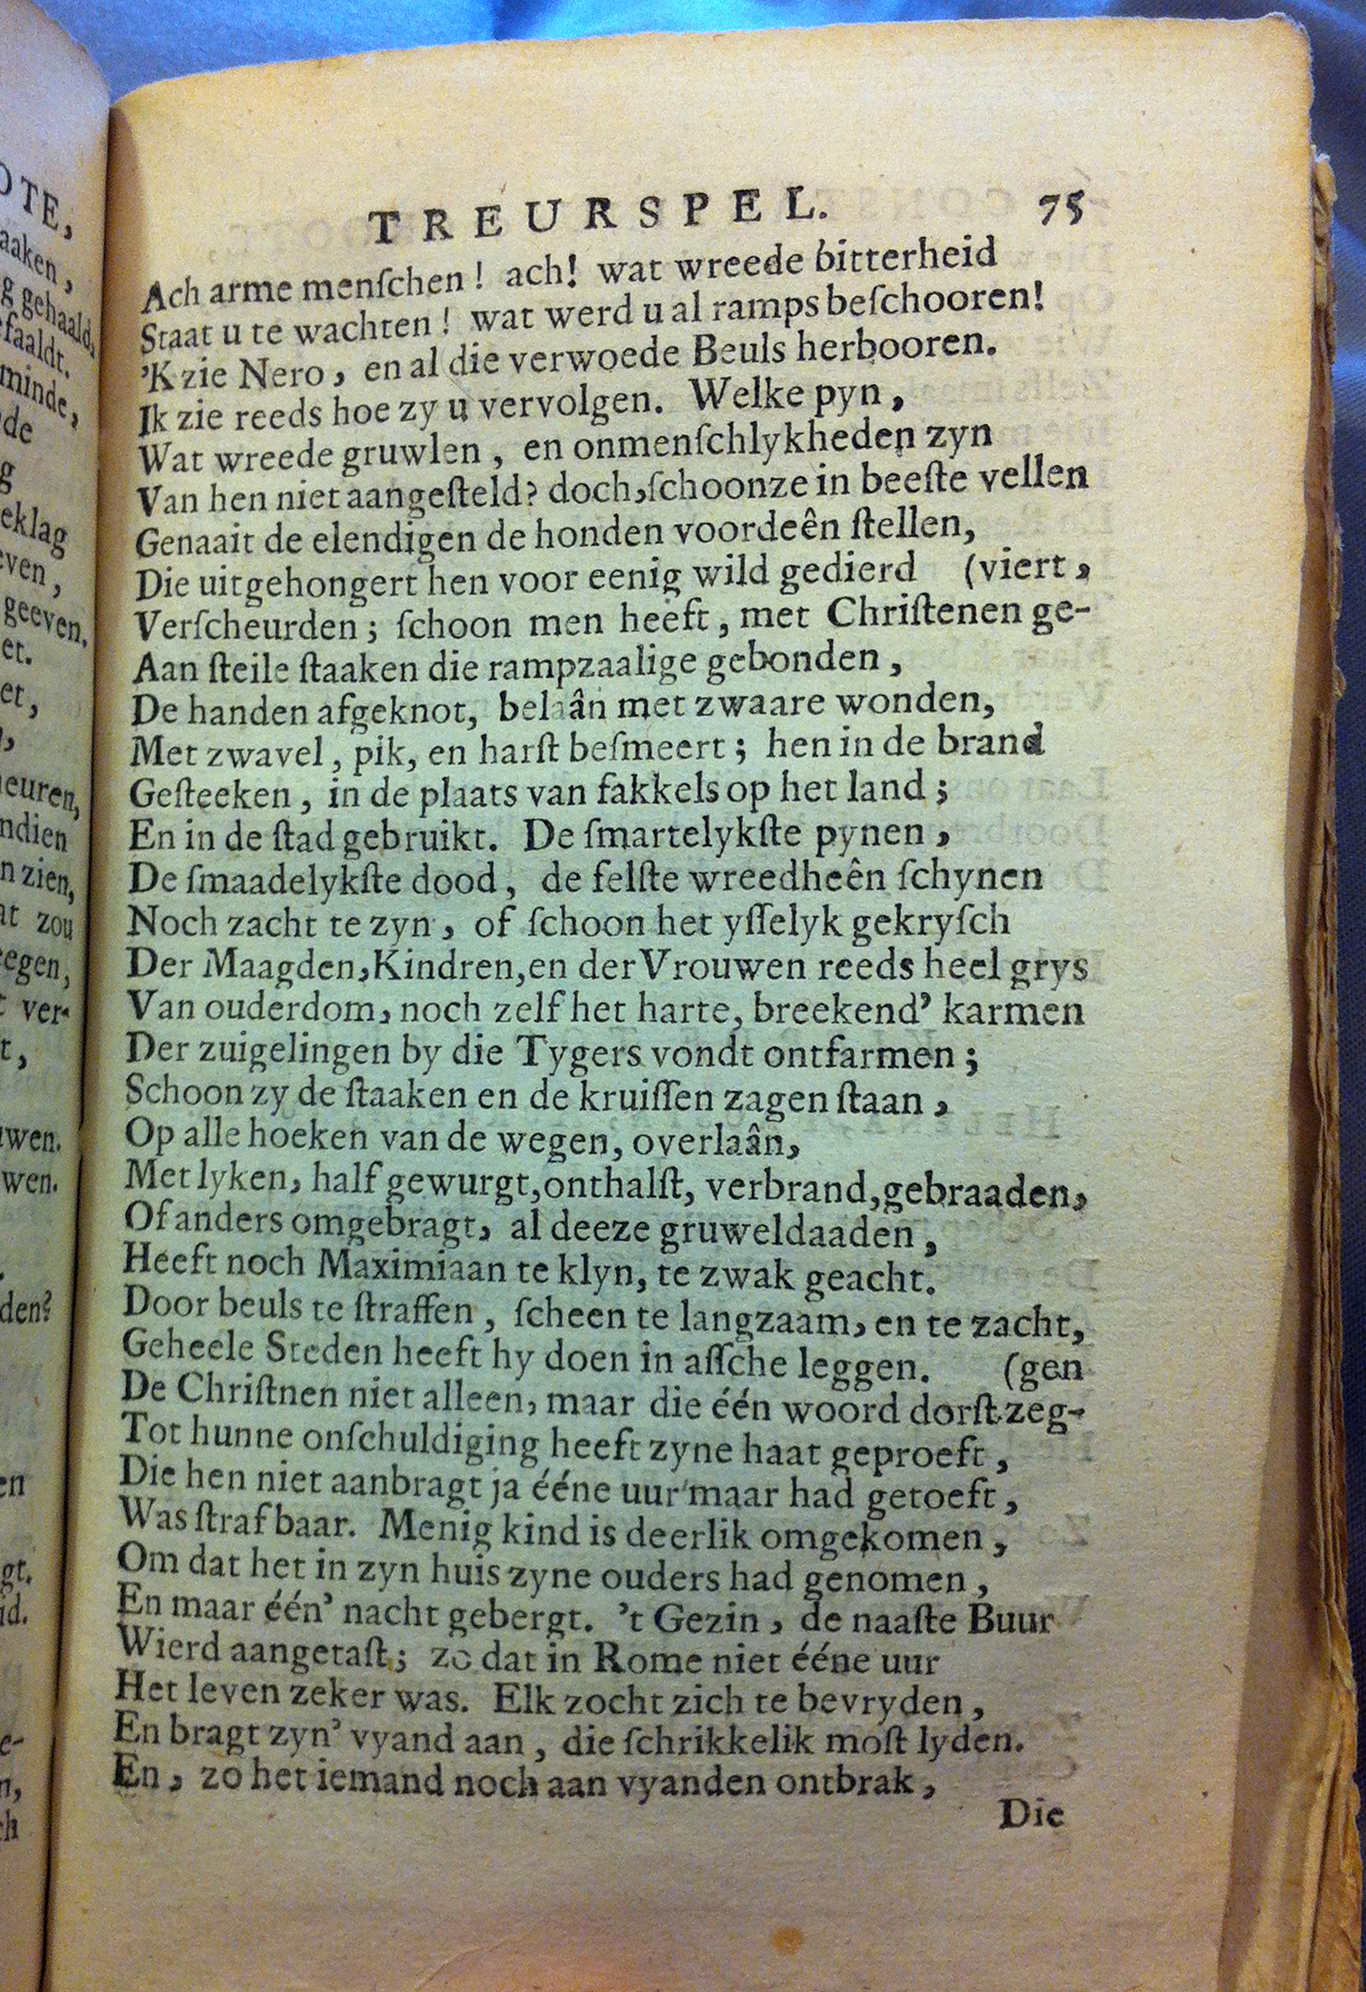 TREURSPEL. 75
Ach arme menſchen! ach! wat wreede bitterheid
Staat u te wachten! wat werd u al ramps beſchooren!
'K zie Nero, en al die verwoede Beuls herbooren.
Ik zie reeds hoe zy u vervolgen. Welke pyn,
Wat wreede gruwlen, en onmenſchlykheden zyn
Van hen niet aangeſteld? doch, ſchoonze in beeſte vellen
Genaait de elendigen de honden voordeên ſtellen,
Die uitgehongert hen voor eenig wild gedierd (viert,
Verſcheurden; ſchoon men heeft, met Chriſtenen ge-
Aan ſteile ſtaaken die rampzaalige gebonden,
De handen afgeknot, belaân met zwaare wonden,
Met zwavel, pik, en harſt beſmeert; hen in de brand
Geſteeken, in de plaats van fakkels op het land;
En in de ſtad gebruikt. De ſmartelykſte pynen,
De ſmaadelykſte dood, de felſte wreedheên ſchynen
Noch zacht te zyn, of ſchoon het yſſelyk gekryſch
Der Maagden, Kindren, en der Vrouwen reeds heel grys
Van ouderdom, noch zelf het harte, breekend' karmen
Der zuigelingen by die Tygers vondt ontfarmen;
Schoon zy de ſtaaken en de kruiſſen zagen ſtaan,
Op alle hoeken van de wegen, overlaân,
Met lyken, half gewurgt, onthalſt, verbrand, gebraaden,
Of anders omgebragt, al deeze gruweldaaden,
Heeft noch Maximiaan te klyn, te zwak geacht.
Door beuls te ſtraffen, ſcheen te langzaam, en te zacht,
Geheele Steden heeft hy doen in aſſche leggen. (gen
De Chriſtnen niet alleen, maar die één woord dorſt zeg-
Tot hunne onſchuldiging heeft zyne haat geproeft,
Die hen niet aanbragt ja ééne uur maar had getoeft,
Was ſtrafbaar. Menig kind is deerlik omgekomen,
Om dat het in zyn huis zyne ouders had genomen,
En maar één' nacht gebergt. 't Gezin, de naaſte Buur
Wierd aangetaſt; zo dat in Rome niet ééne uur
Het leven zeker was. Elk zocht zich te bevryden,
En bragt zyn' vyand aan, die ſchrikkelik moſt lyden.
En, zo het iemand noch aan vyanden ontbrak,
Die